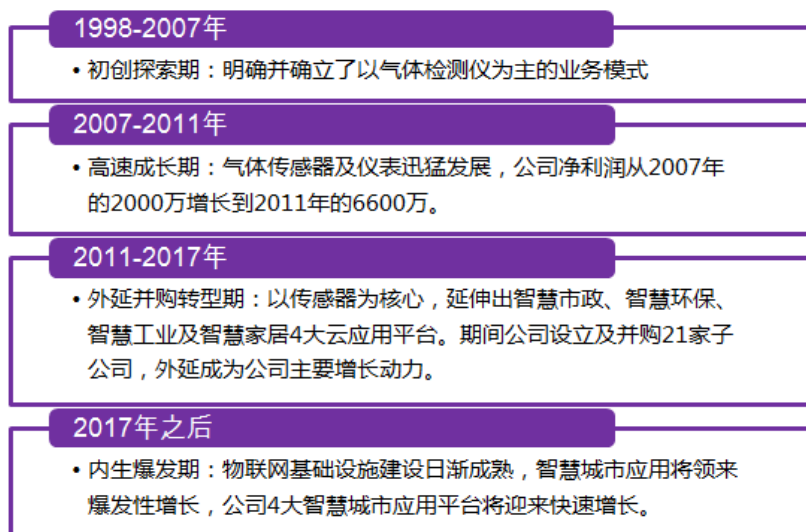 1998-2007年
• 初创探索期：明确并确立了以气体检测仪为主的业务模式
2007-2011年
• 高速成长期：气体传感器及仪表迅猛发展，公司净利润从2007年
的2000万增长到2011年的6600万。
2011-2017年
• 外延并购转型期：以传感器为核心，延伸出智慧市政、智慧环保、
智慧工业及智慧家居4大云应用平台。期间公司设立及并购21家子
公司，外延成为公司主要增长动力。
2017年之后
• 内生爆发期：物联网基础设施建设日渐成熟，智慧城市应用将领来
爆发性增长，公司4大智慧城市应用平台将迎来快速增长。